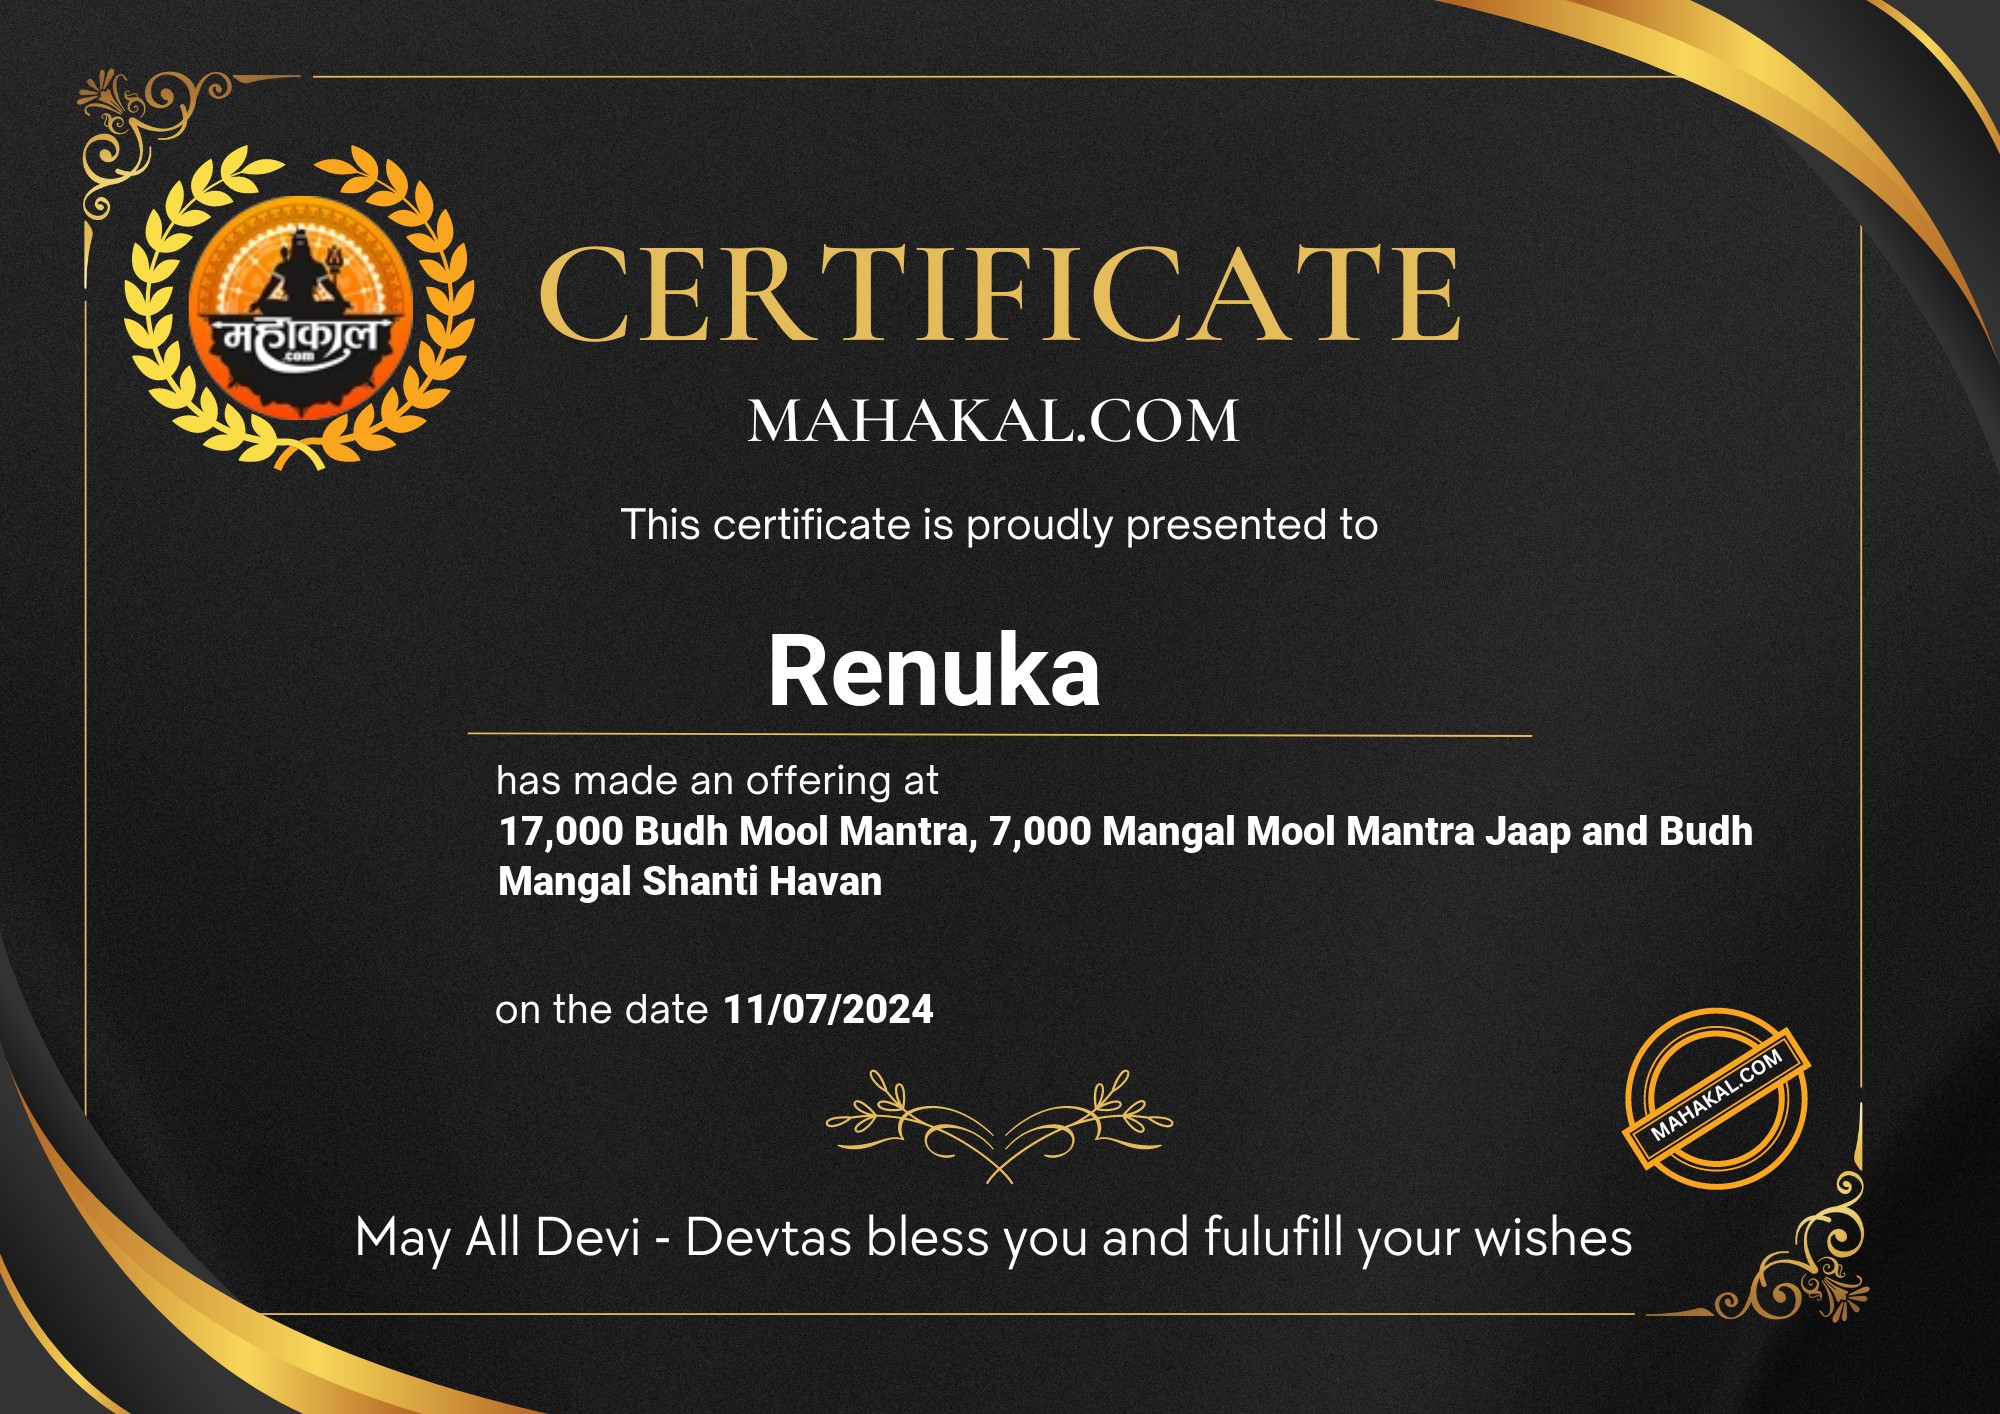 महाकाल
.com
CERTIFICATE
MAHAKAL.COM
This certificate is proudly presented to
Renuka
has made an offering at
17,000 Budh Mool Mantra, 7,000 Mangal Mool Mantra Jaap and Budh
Mangal Shanti Havan
on the date 11/07/2024
MAHAKAL.COM
May All Devi - Devtas bless you and fulufill your wishes